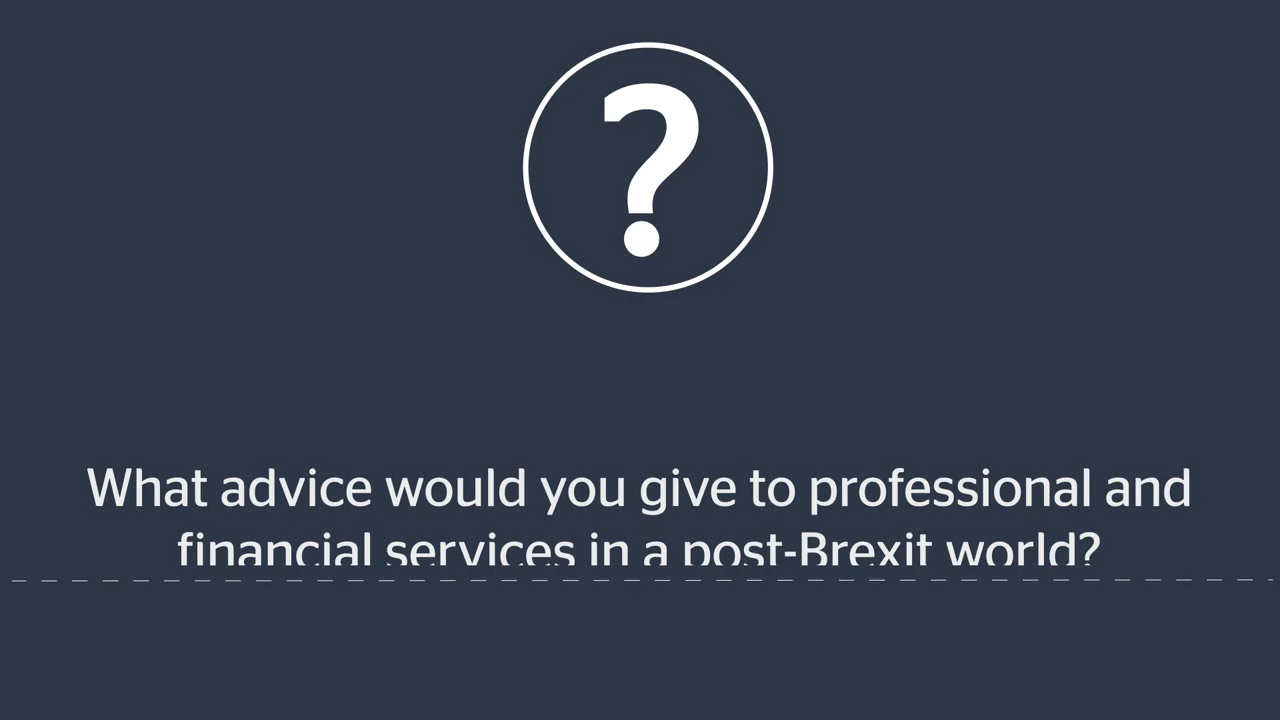 ?
What advice would you give to professional and
financial services in a post-Brexit world?